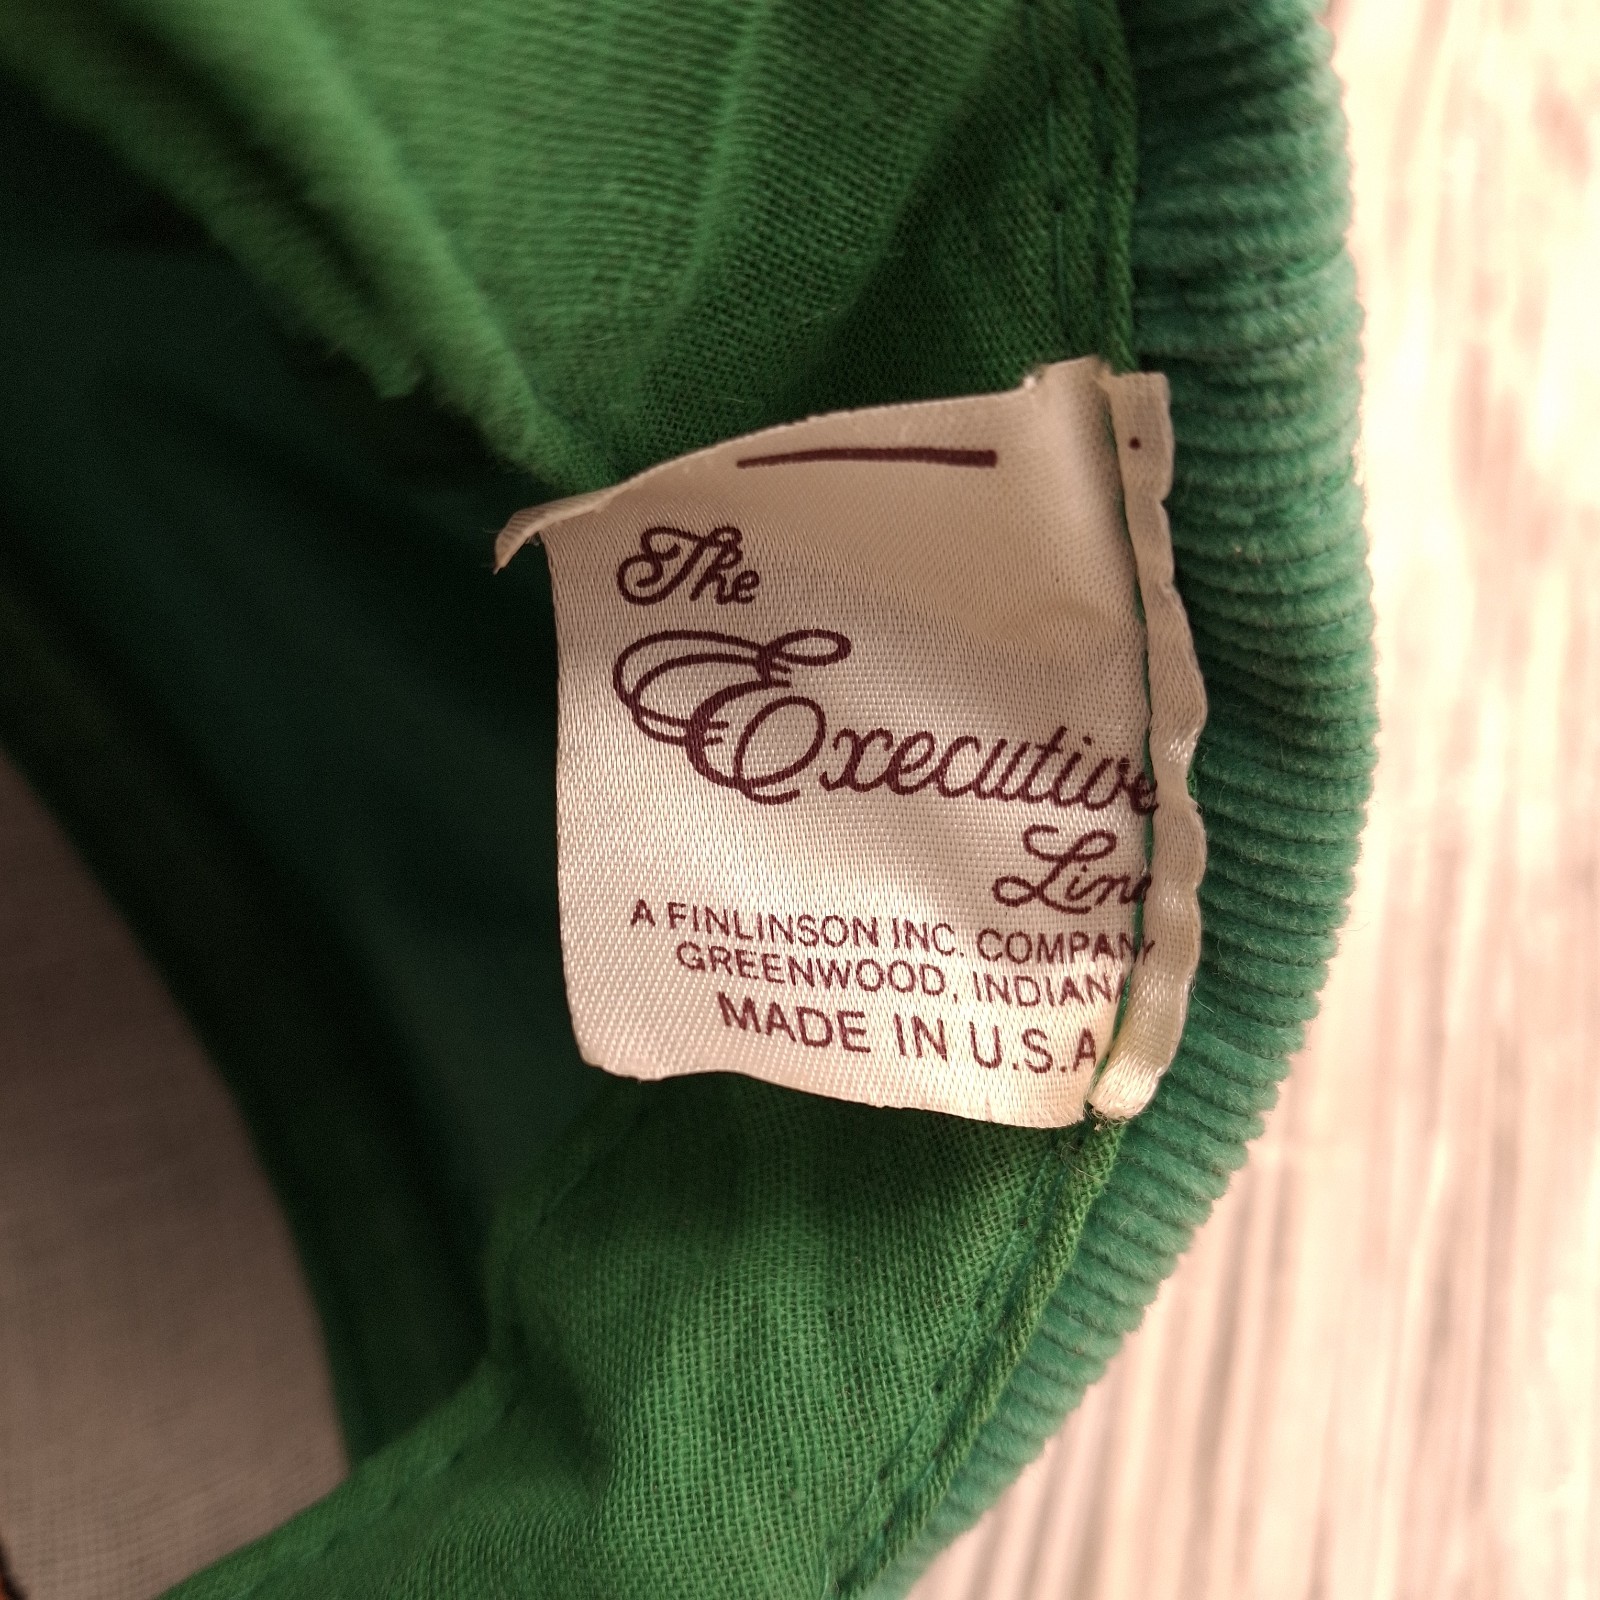 The
Executive
Line
A FINLINSON INC. COMPANY
GREENWOOD, INDIANA
MADE IN U.S.A.